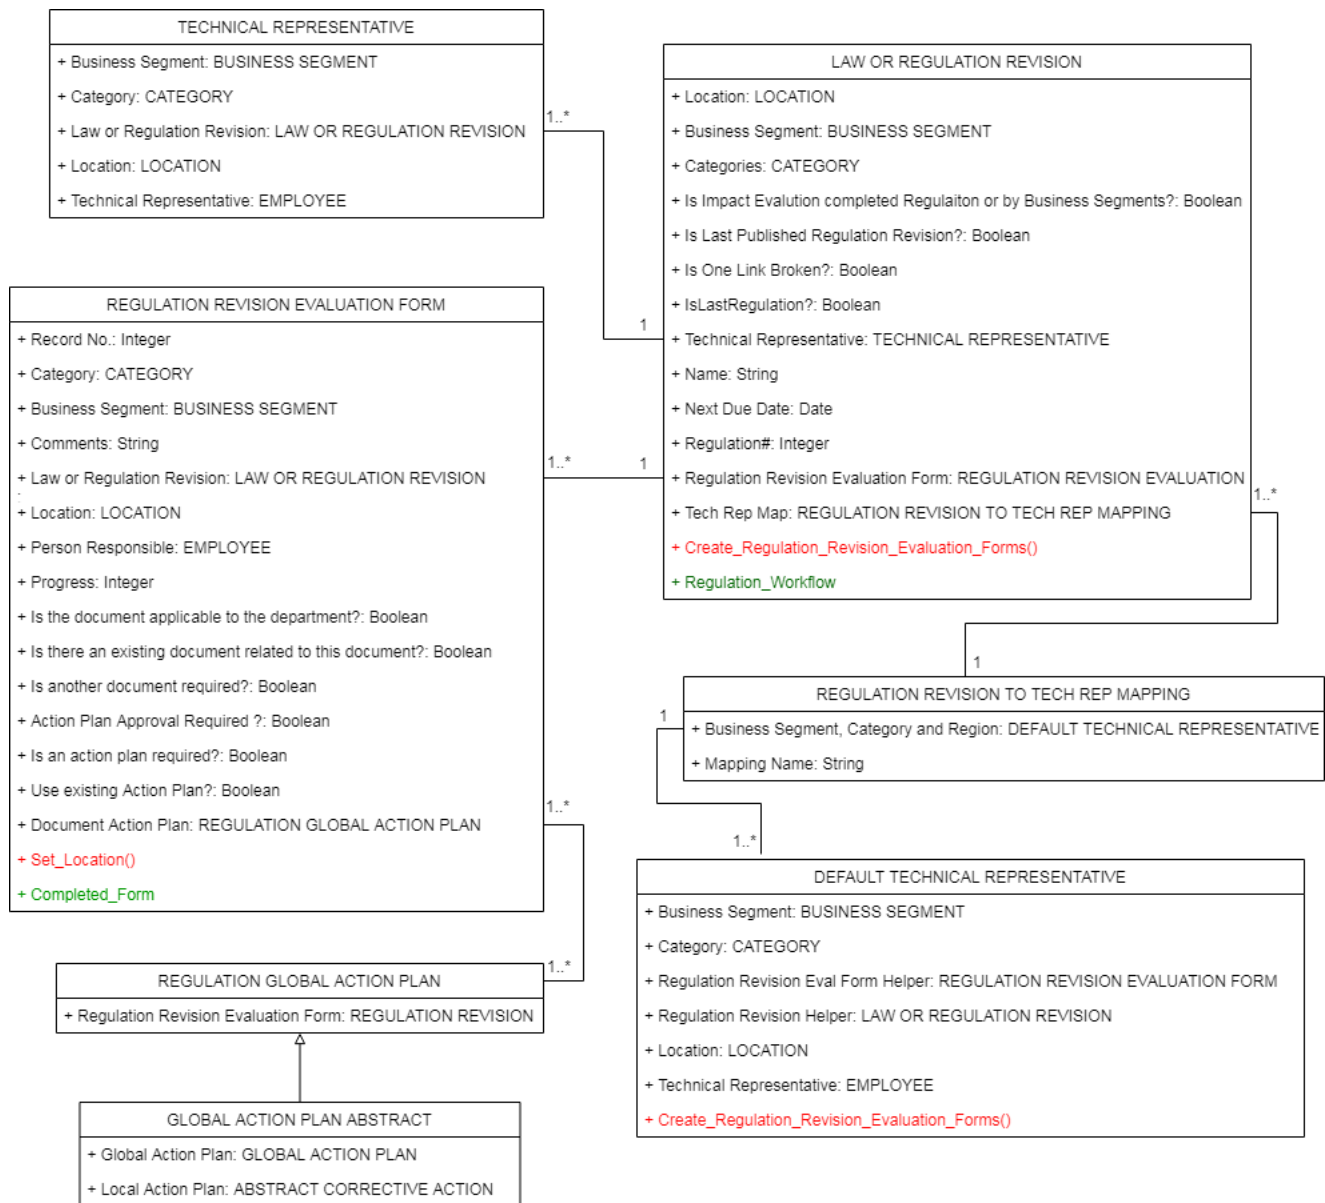 TECHNICAL REPRESENTATIVE
+ Business Segment: BUSINESS SEGMENT
+ Category: CATEGORY
+ Law or Regulation Revision: LAW OR REGULATION REVISION
+ Location: LOCATION
+ Technical Representative: EMPLOYEE
1..*
1
LAW OR REGULATION REVISION
+ Location: LOCATION
+ Business Segment: BUSINESS SEGMENT
+ Categories: CATEGORY
+ Is Impact Evalution completed Regulaiton or by Business Segments?: Boolean
+ Is Last Published Regulation Revision?: Boolean
+ Is One Link Broken?: Boolean
+ IsLastRegulation?: Boolean
+ Technical Representative: TECHNICAL REPRESENTATIVE
+ Name: String
+ Next Due Date: Date
+ Regulation#: Integer
+ Regulation Revision Evaluation Form: REGULATION REVISION EVALUATION
+ Tech Rep Map: REGULATION REVISION TO TECH REP MAPPING
+ Create_Regulation_Revision_Evaluation_Forms()
+ Regulation_Workflow
1..*
1
REGULATION REVISION EVALUATION FORM
+ Record No.: Integer
+ Category: CATEGORY
+ Business Segment: BUSINESS SEGMENT
+ Comments: String
+ Law or Regulation Revision: LAW OR REGULATION REVISION
:
+ Location: LOCATION
+ Person Responsible: EMPLOYEE
+ Progress: Integer
+ Is the document applicable to the department?: Boolean
+ Is there an existing document related to this document?: Boolean
+ Is another document required?: Boolean
+ Action Plan Approval Required ?: Boolean
+ Is an action plan required?: Boolean
+ Use existing Action Plan?: Boolean
+ Document Action Plan: REGULATION GLOBAL ACTION PLAN
+ Set_Location()
+ Completed_Form
1..*
1
1..*
1..*
REGULATION REVISION TO TECH REP MAPPING
+ Business Segment, Category and Region: DEFAULT TECHNICAL REPRESENTATIVE
+ Mapping Name: String
1
1..*
DEFAULT TECHNICAL REPRESENTATIVE
+ Business Segment: BUSINESS SEGMENT
+ Category: CATEGORY
+ Regulation Revision Eval Form Helper: REGULATION REVISION EVALUATION FORM
+ Regulation Revision Helper: LAW OR REGULATION REVISION
+ Location: LOCATION
+ Technical Representative: EMPLOYEE
+ Create_Regulation_Revision_Evaluation_Forms()
REGULATION GLOBAL ACTION PLAN
+ Regulation Revision Evaluation Form: REGULATION REVISION
GLOBAL ACTION PLAN ABSTRACT
+ Global Action Plan: GLOBAL ACTION PLAN
+ Local Action Plan: ABSTRACT CORRECTIVE ACTION